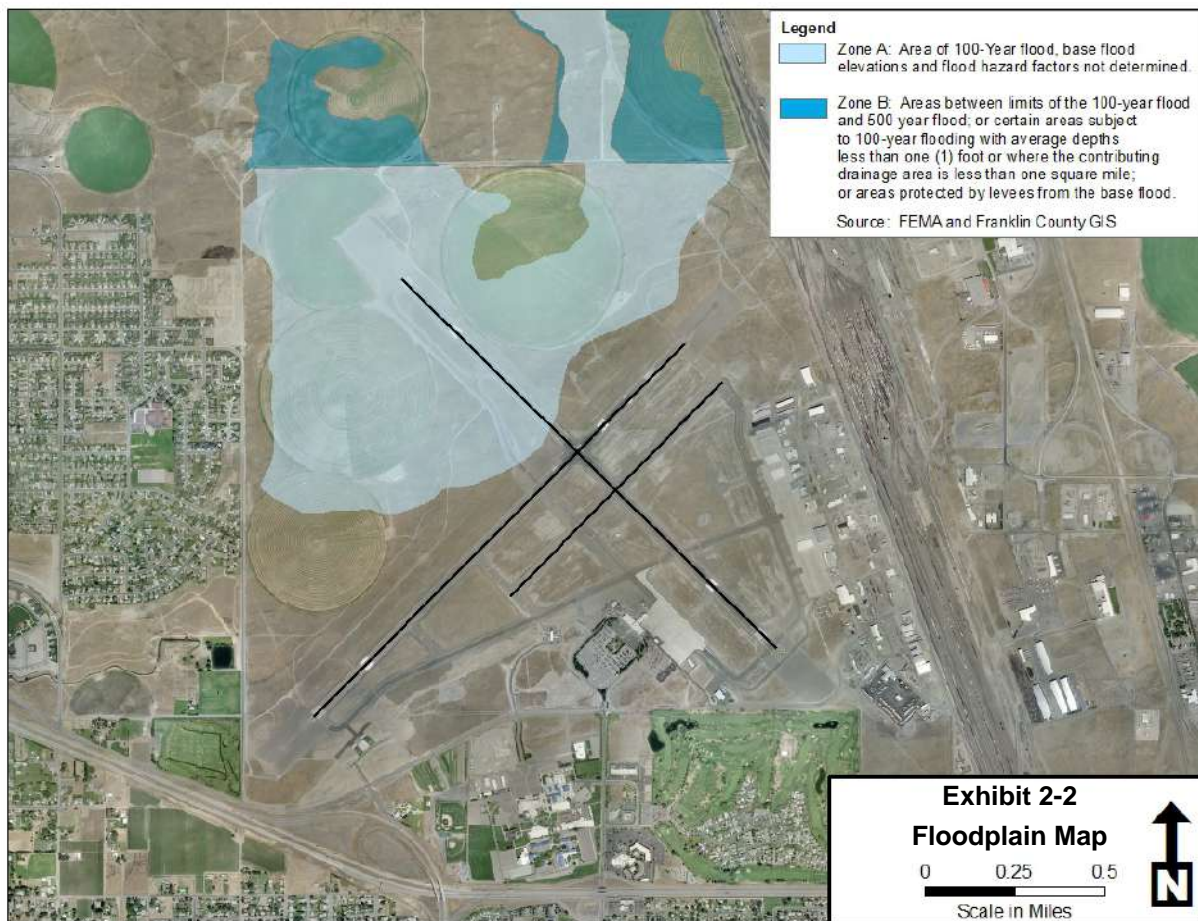 Legend
Zone A: Area of 100-Year flood, base flood
elevations and flood hazard factors not determined.
Zone B: Areas between limits of the 100-year flood
and 500 year flood; or certain areas subject
to 100-year flooding with average depths
less than one (1) foot or where the contributing
drainage area is less than one square mile;
or areas protected by levees from the base flood.
Source: FEMA and Franklin County GIS
Exhibit 2-2
Floodplain Map
0 0.25 0.5
Scale in Miles
N